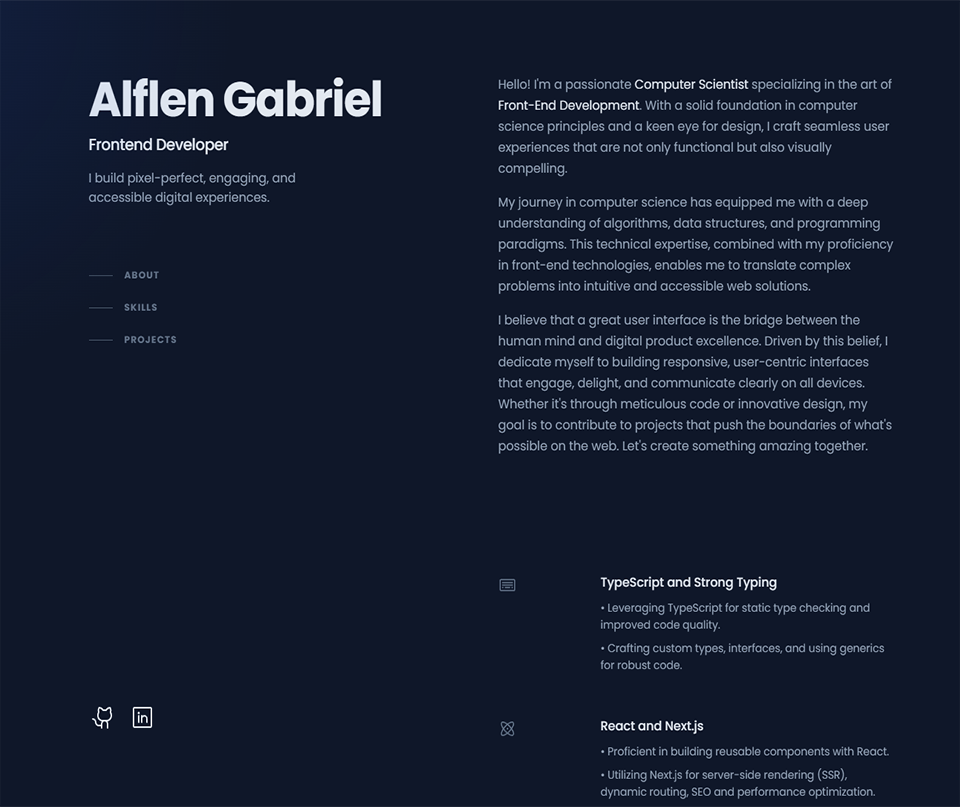 Alflen Gabriel
Frontend Developer
I build pixel-perfect, engaging, and
accessible digital experiences.
ABOUT
SKILLS
PROJECTS
in
Hello! I'm a passionate Computer Scientist specializing in the art of
Front-End Development. With a solid foundation in computer
science principles and a keen eye for design, I craft seamless user
experiences that are not only functional but also visually
compelling.
My journey in computer science has equipped me with a deep
understanding of algorithms, data structures, and programming
paradigms. This technical expertise, combined with my proficiency
in front-end technologies, enables me to translate complex
problems into intuitive and accessible web solutions.
I believe that a great user interface is the bridge between the
human mind and digital product excellence. Driven by this belief, I
dedicate myself to building responsive, user-centric interfaces
that engage, delight, and communicate clearly on all devices.
Whether it's through meticulous code or innovative design, my
goal is to contribute to projects that push the boundaries of what's
possible on the web. Let's create something amazing together.
TypeScript and Strong Typing
• Leveraging TypeScript for static type checking and
improved code quality.
• Crafting custom types, interfaces, and using generics
for robust code.
React and Next.js
• Proficient in building reusable components with React.
• Utilizing Next.js for server-side rendering (SSR),
dynamic routing, SEO and performance optimization.